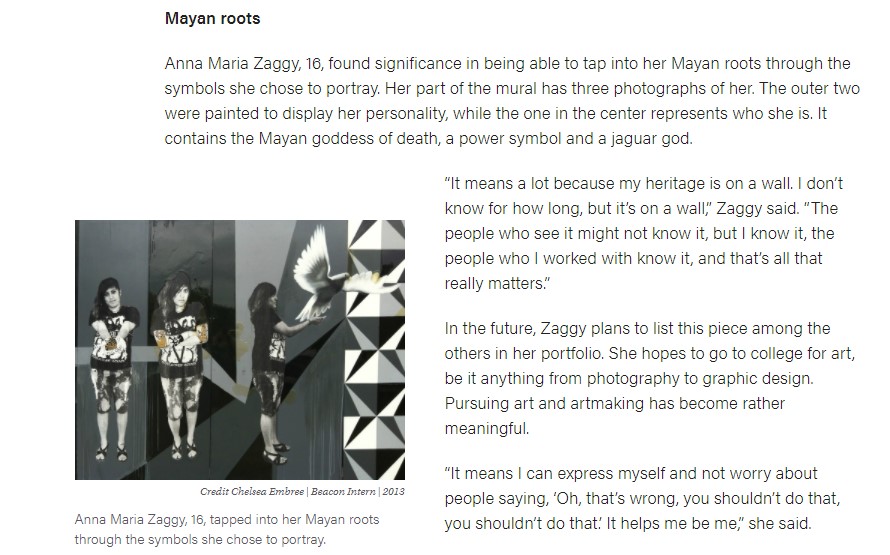 Mayan roots
Anna Maria Zaggy, 16, found significance in being able to tap into her Mayan roots through the
symbols she chose to portray. Her part of the mural has three photographs of her. The outer two
were painted to display her personality, while the one in the center represents who she is. It
contains the Mayan goddess of death, a power symbol and a jaguar god.
“It means a lot because my heritage is on a wall. I don’t
know for how long, but it’s on a wall,” Zaggy said. “The
people who see it might not know it, but I know it, the
people who I worked with know it, and that’s all that
really matters.”
In the future, Zaggy plans to list this piece among the
others in her portfolio. She hopes to go to college for art,
be it anything from photography to graphic design.
Pursuing art and artmaking has become rather
meaningful.
“It means I can express myself and not worry about
people saying, ‘Oh, that’s wrong, you shouldn’t do that,
you shouldn’t do that.’ It helps me be me,” she said.
Credit Chelsea Embree | Beacon Intern | 2013
Anna Maria Zaggy, 16, tapped into her Mayan roots
through the symbols she chose to portray.